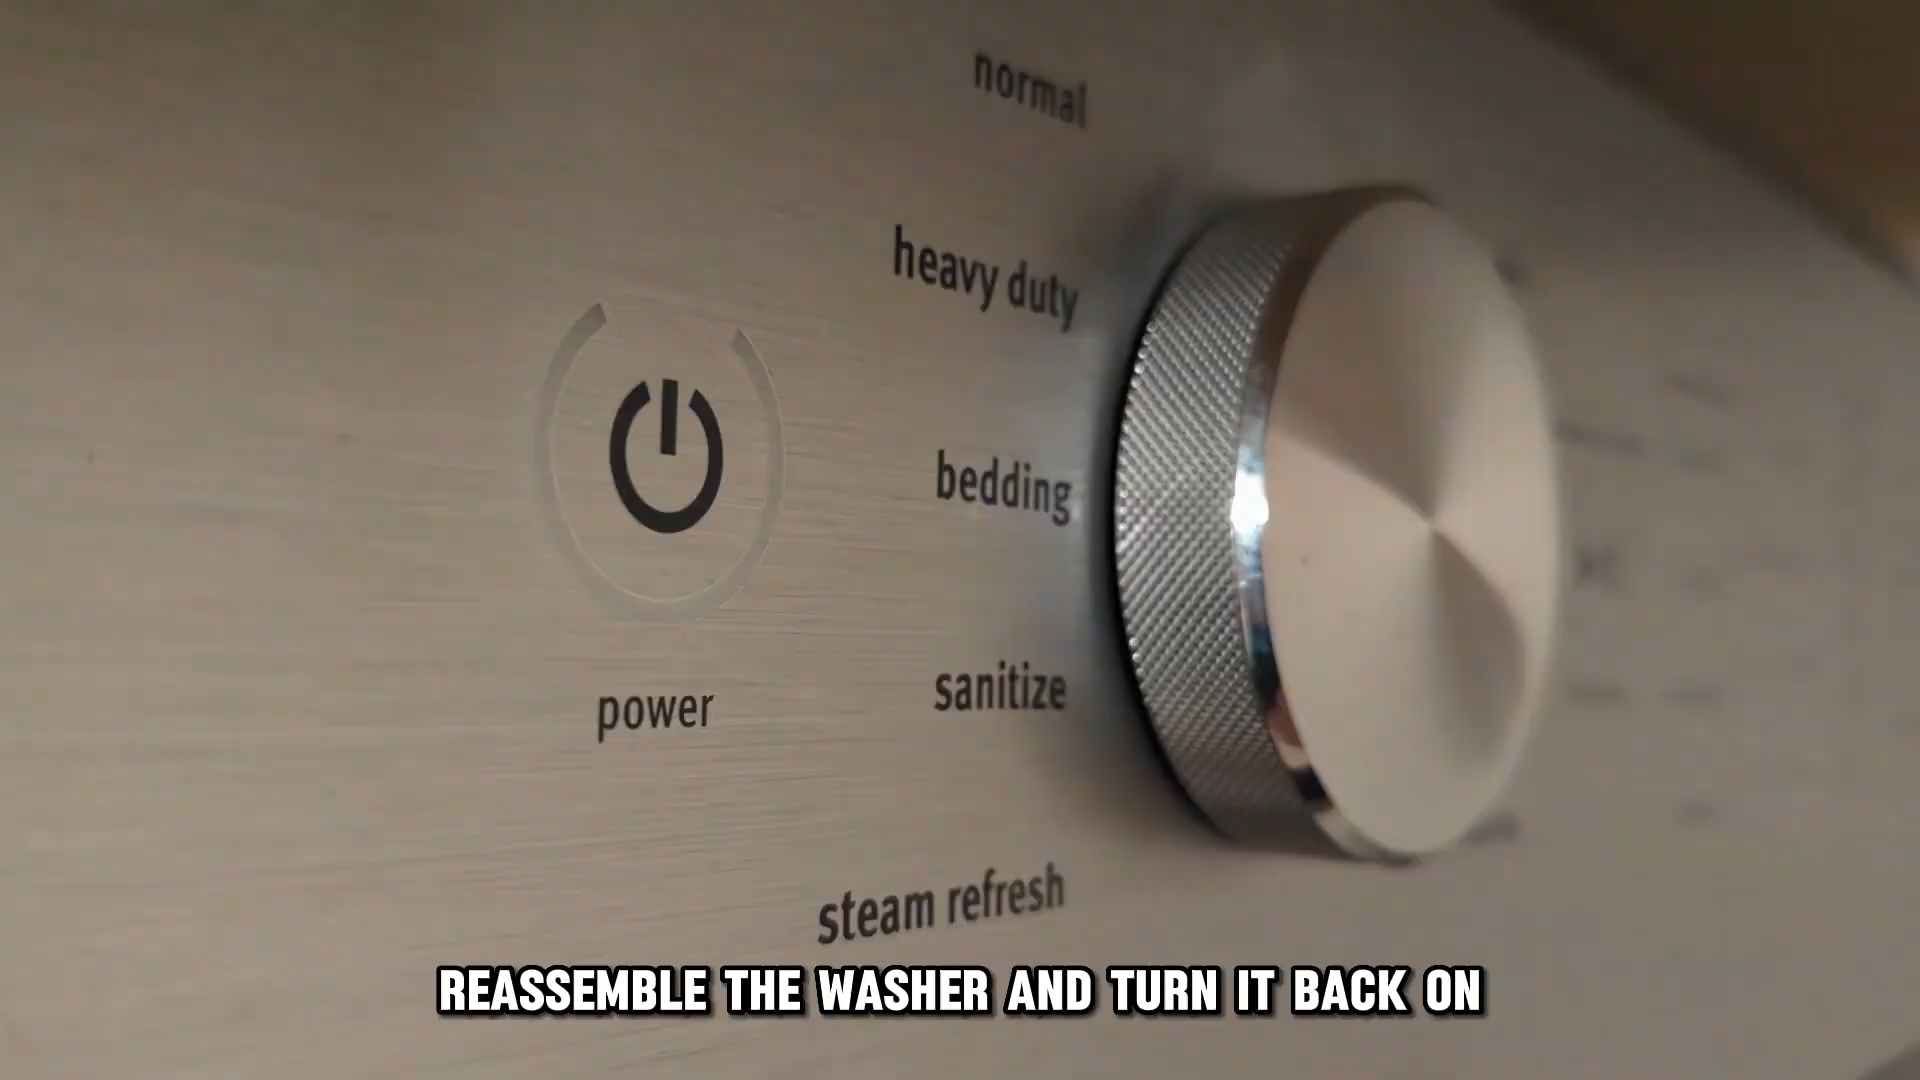 normal
heavy duty
bedding
sanitize
power
steam refresh
REASSEMBLE THE WASHER AND TURN IT BACK ON